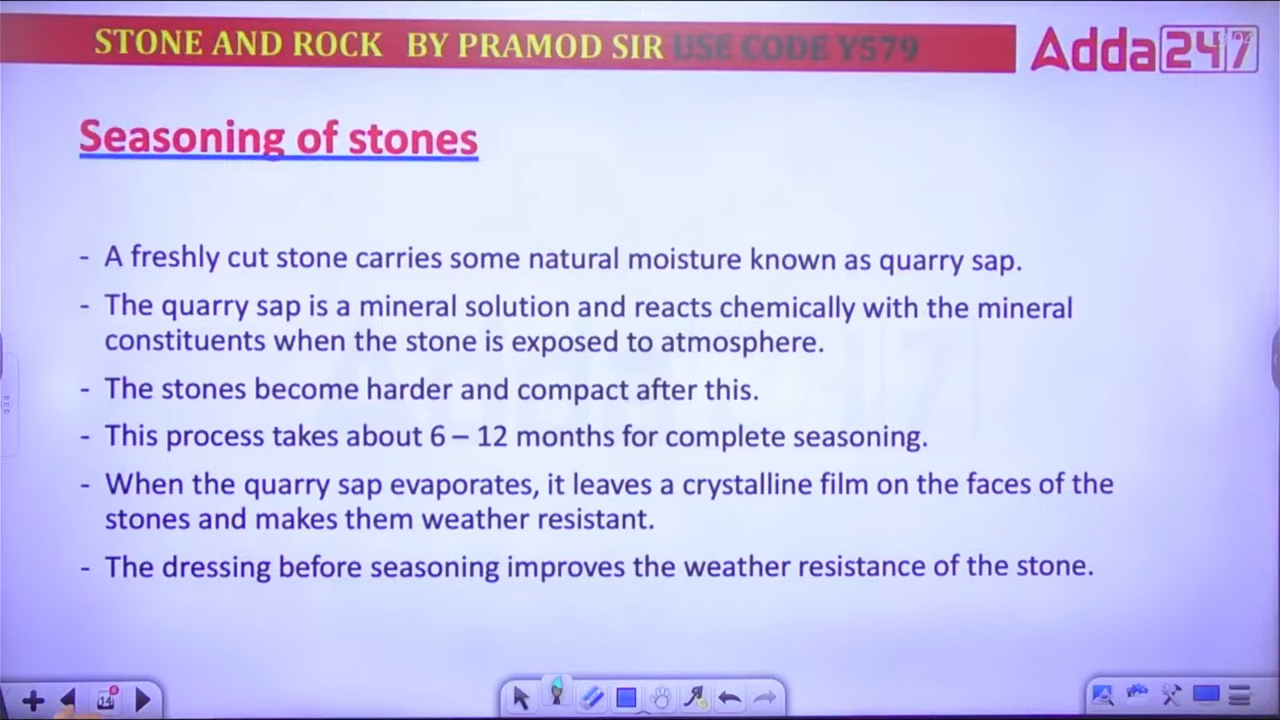 STONE AND ROCK BY PRAMOD SIR USE CODE Y579
Adda247
Seasoning of stones
- A freshly cut stone carries some natural moisture known as quarry sap.
- The quarry sap is a mineral solution and reacts chemically with the mineral
constituents when the stone is exposed to atmosphere.
- The stones become harder and compact after this.
- This process takes about 6 – 12 months for complete seasoning.
- When the quarry sap evaporates, it leaves a crystalline film on the faces of the
stones and makes them weather resistant.
- The dressing before seasoning improves the weather resistance of the stone.
14